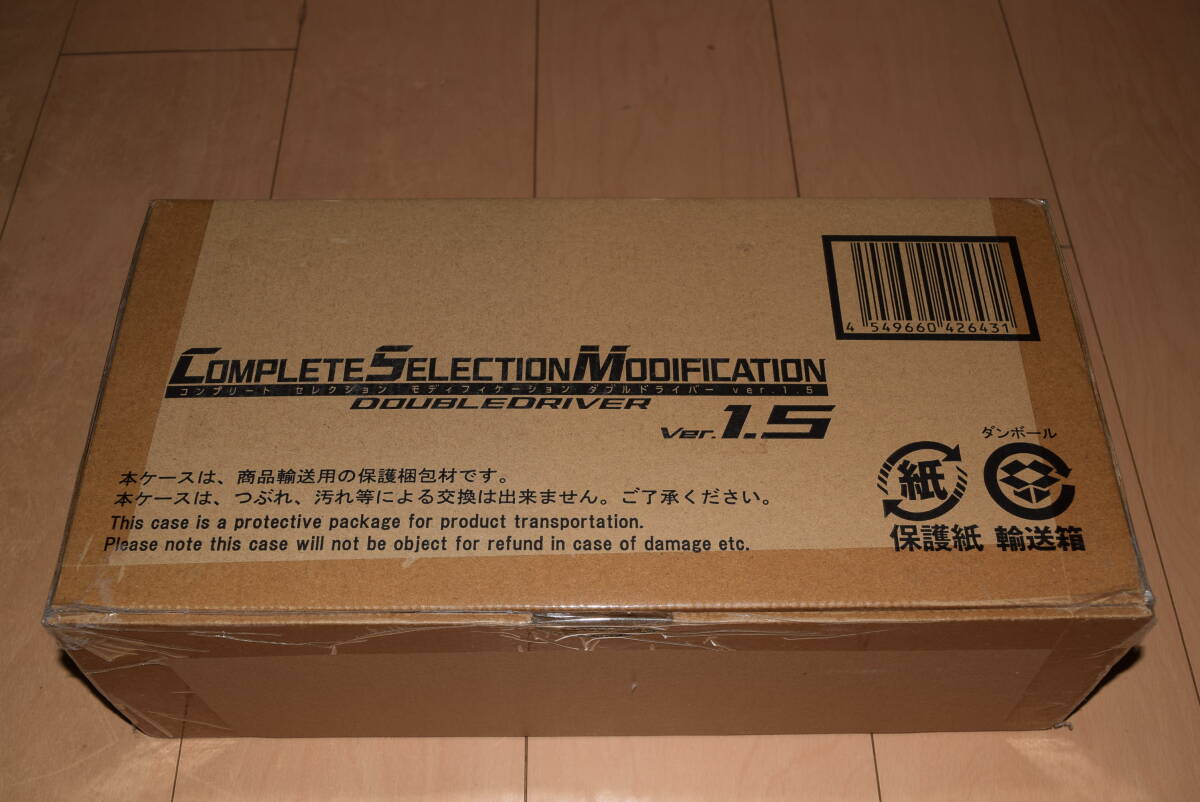 4 549660 426431
COMPLETE SELECTION MODIFICATION
コンプリート セレクション モディフィケーション ダブルドライバー ver.1.5
DOUBLEDRIVER
Ver.1.5
本ケースは、商品輸送用の保護梱包材です。
本ケースは、つぶれ、汚れ等による交換は出来ません。ご了承ください。
This case is a protective package for product transportation.
Please note this case will not be object for refund in case of damage etc.
ダンボール
紙
保護紙 輸送箱